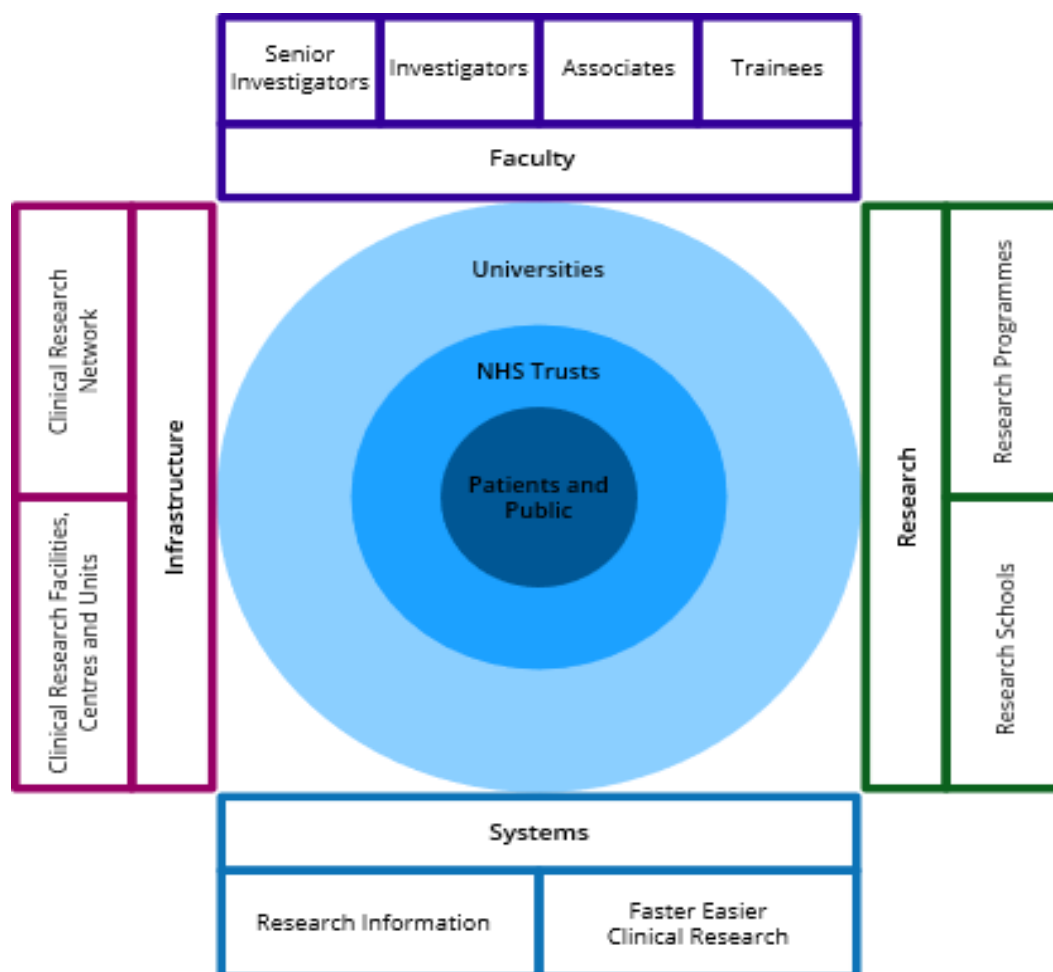 Senior
Investigators
Investigators
Associates
Trainees
Faculty
Clinical Research
Network
Clinical Research Facilities,
Centres and Units
Infrastructure
Universities
NHS Trusts
Patients and
Public
Research
Research Programmes
Research Schools
Systems
Research Information
Faster Easier
Clinical Research